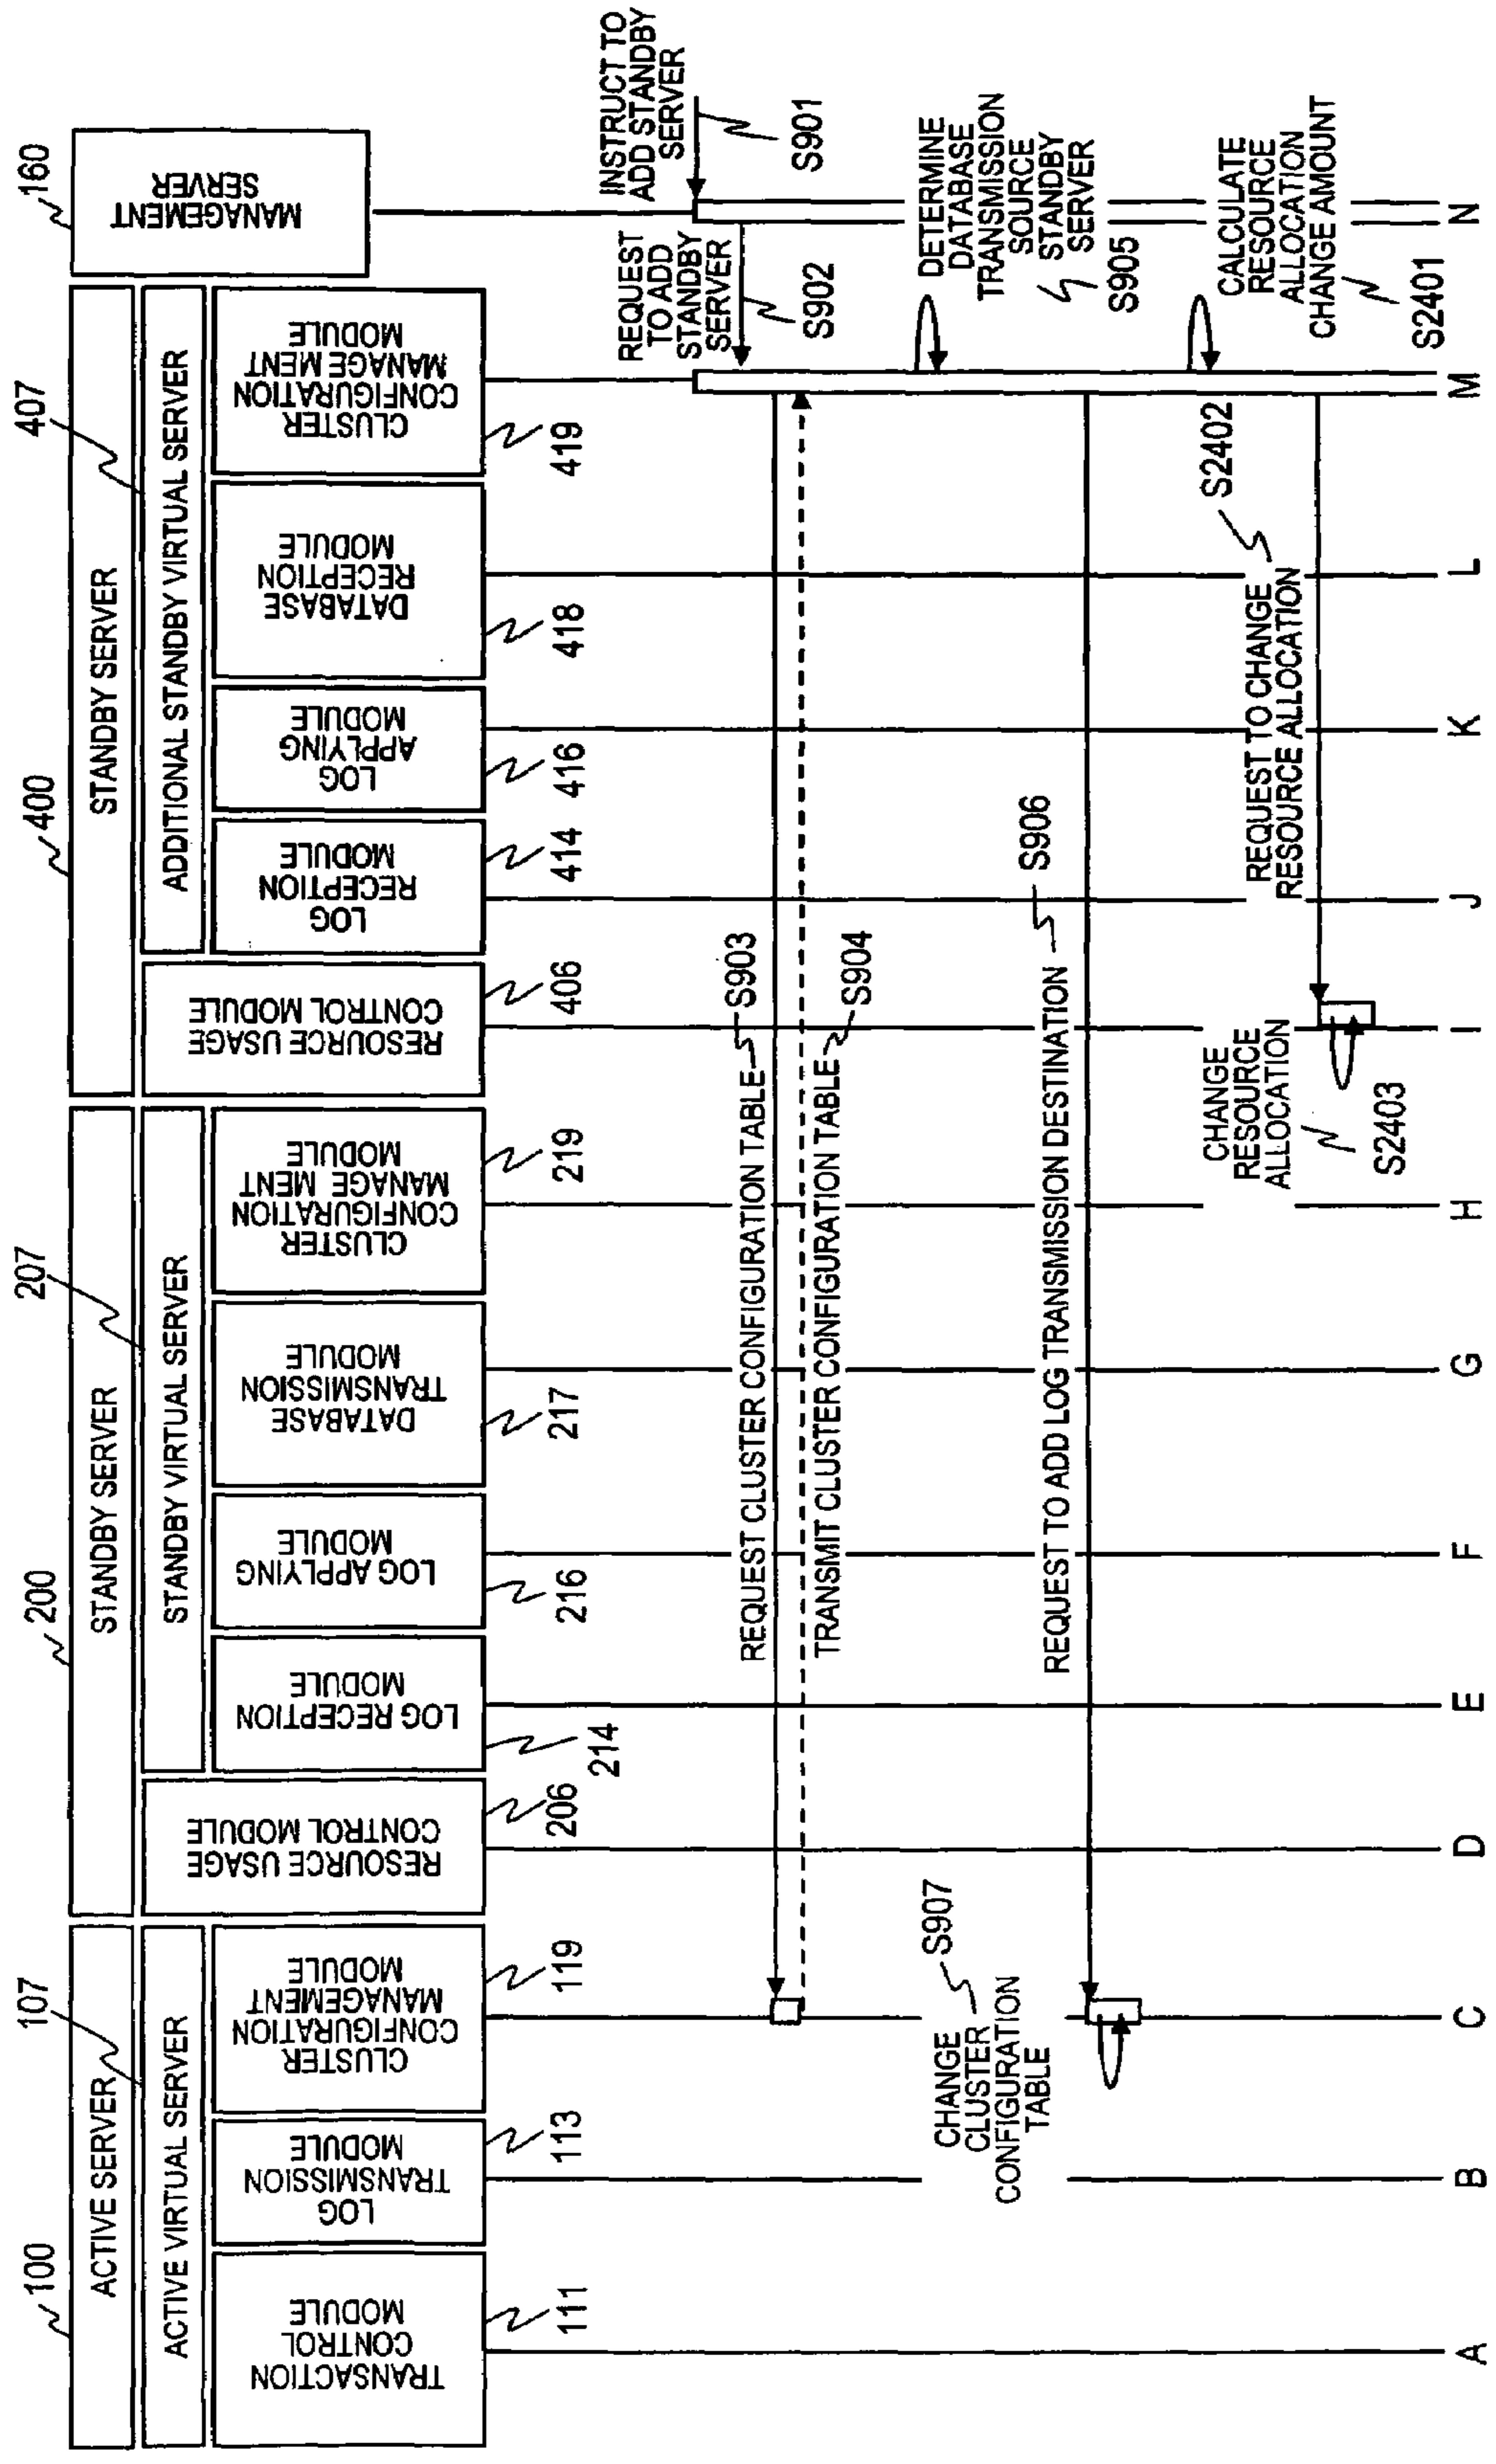 100
ACTIVE SERVER
107
ACTIVE VIRTUAL SERVER
TRANSACTION
CONTROL
MODULE
111
LOG
TRANSMISSION
MODULE
113
CLUSTER
CONFIGURATION
MANAGEMENT
MODULE
119
200
STANDBY SERVER
207
RESOURCE USAGE
CONTROL MODULE
206
STANDBY VIRTUAL SERVER
LOG RECEPTION
MODULE
214
LOG APPLYING
MODULE
216
DATABASE
TRANSMISSION
MODULE
217
CLUSTER
CONFIGURATION
MANAGE MENT
MODULE
219
400
STANDBY SERVER
407
RESOURCE USAGE
CONTROL MODULE
406
ADDITIONAL STANDBY VIRTUAL SERVER
LOG
RECEPTION
MODULE
414
LOG
APPLYING
MODULE
416
DATABASE
RECEPTION
MODULE
418
CLUSTER
CONFIGURATION
MANAGE MENT
MODULE
419
160
MANAGEMENT
SERVER
INSTRUCT TO
ADD STANDBY
SERVER
S901
REQUEST
TO ADD
STANDBY
SERVER
S902
REQUEST CLUSTER CONFIGURATION TABLE
S903
TRANSMIT CLUSTER CONFIGURATION TABLE
S904
DETERMINE
DATABASE
TRANSMISSION
SOURCE
STANDBY
SERVER
S905
REQUEST TO ADD LOG TRANSMISSION DESTINATION
S906
CHANGE
CLUSTER
CONFIGURATION
TABLE
S907
CALCULATE
RESOURCE
ALLOCATION
CHANGE AMOUNT
S2401
REQUEST TO CHANGE
RESOURCE ALLOCATION
S2402
CHANGE
RESOURCE
ALLOCATION
S2403
A
B
C
D
E
F
G
H
I
J
K
L
M
N